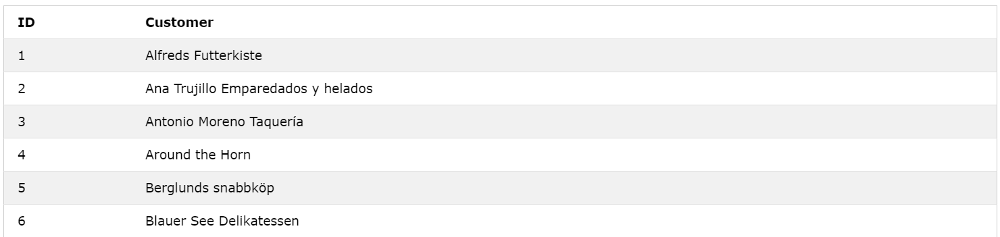 ID Customer
1 Alfreds Futterkiste
2 Ana Trujillo Emparedados y helados
3 Antonio Moreno Taquería
4 Around the Horn
5 Berglunds snabbköp
6 Blauer See Delikatessen